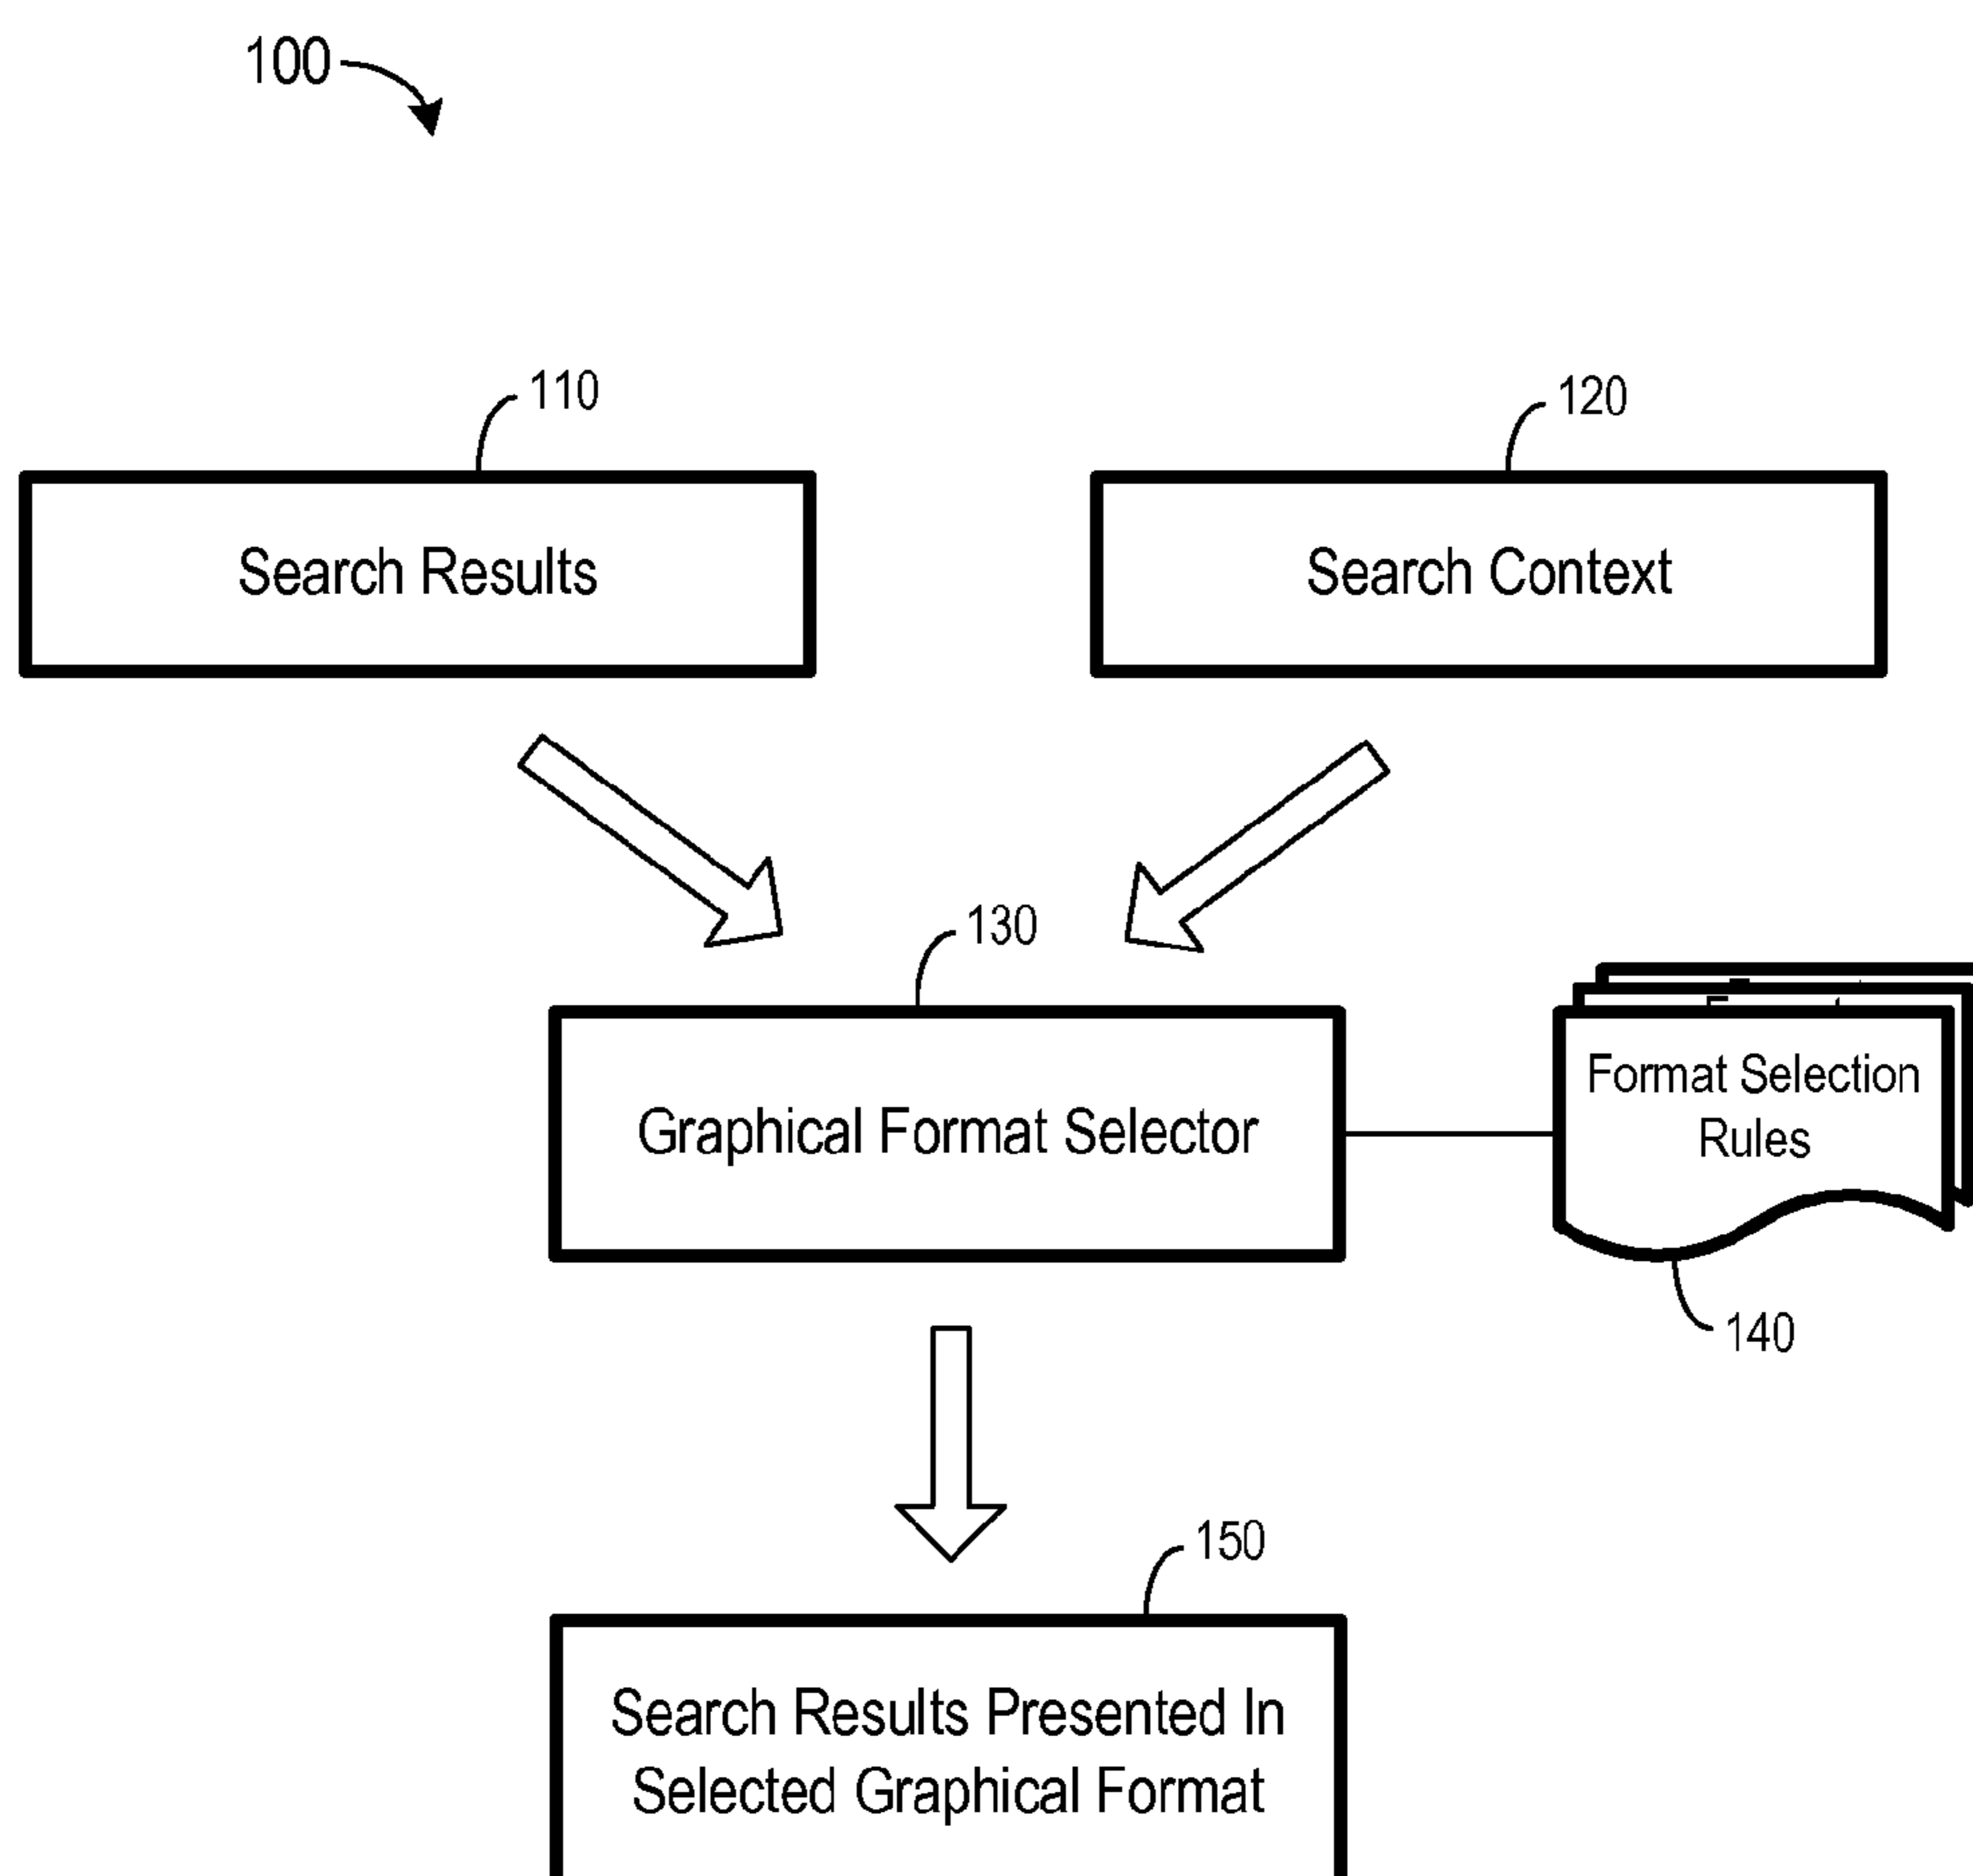 100
110
120
Search Results
Search Context
130
Graphical Format Selector
Format Selection
Rules
140
150
Search Results Presented In
Selected Graphical Format